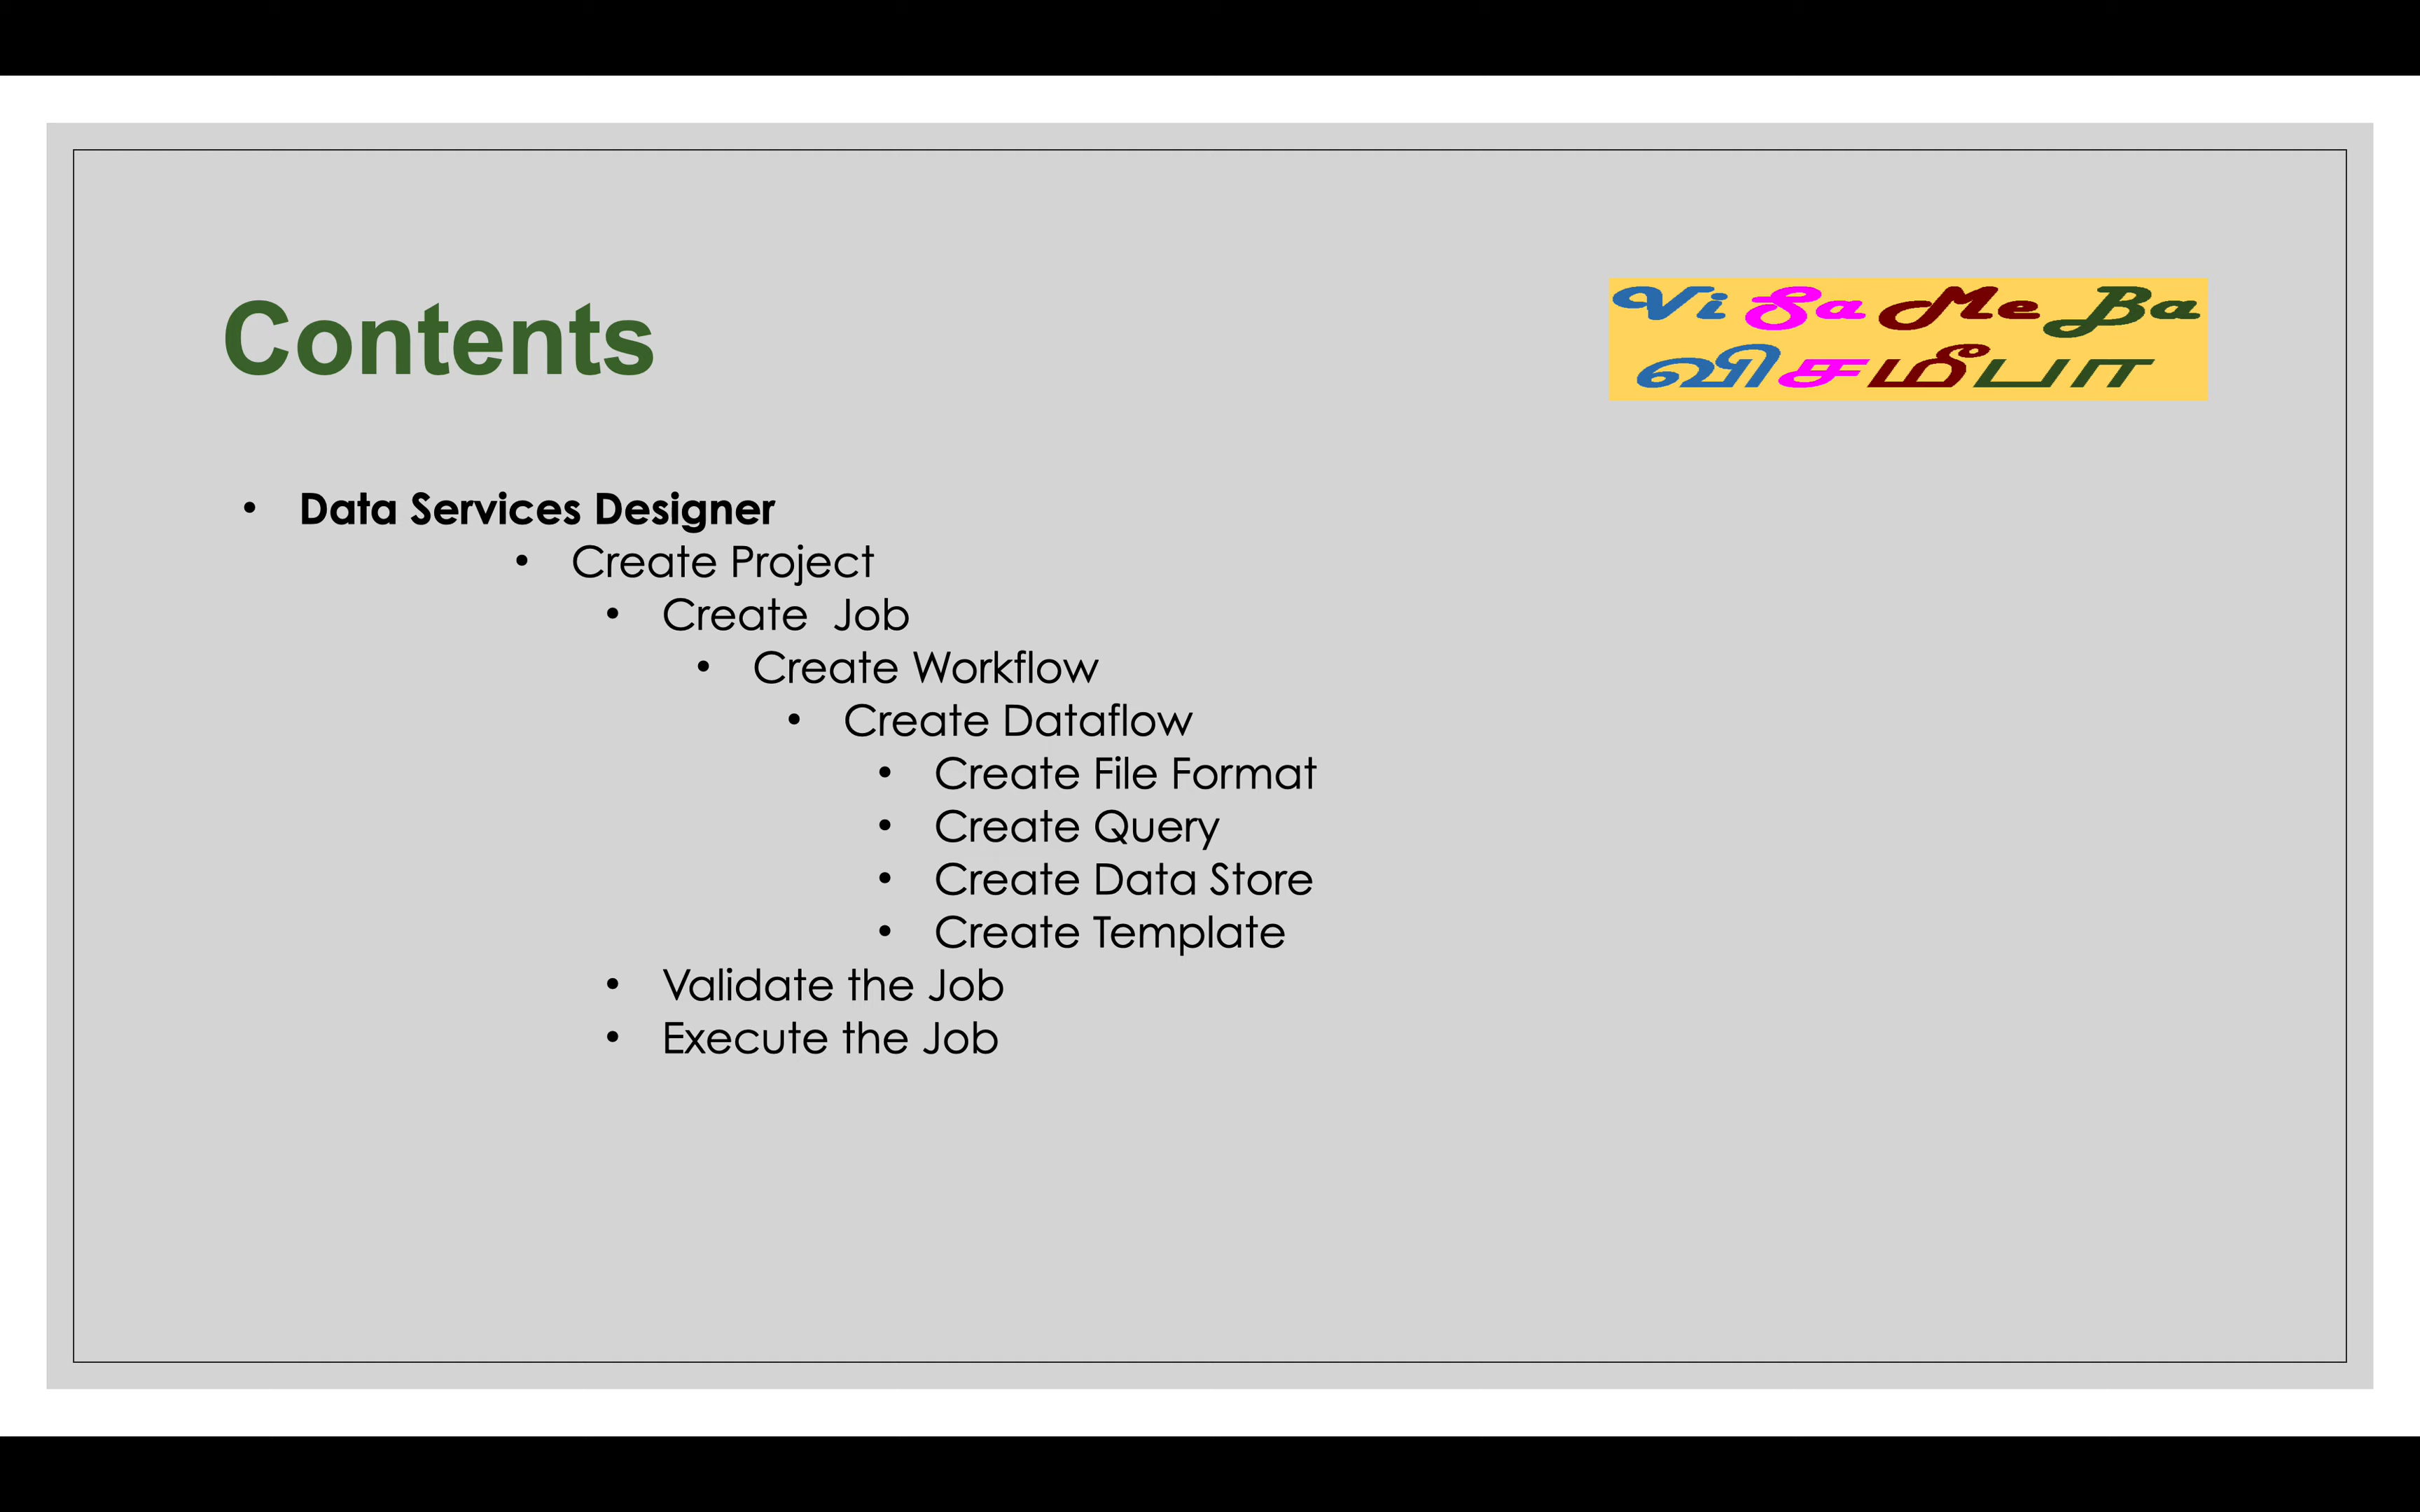 Contents
Vi Sa Me Ba
விசமீபா
• Data Services Designer
• Create Project
• Create  Job
• Create Workflow
• Create Dataflow
• Create File Format
• Create Query
• Create Data Store
• Create Template
• Validate the Job
• Execute the Job